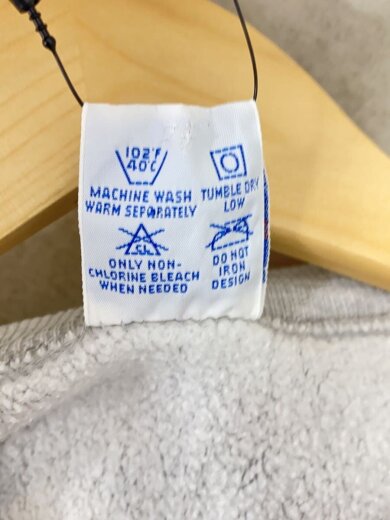 102°F
40°C
MACHINE WASH
WARM SEPARATELY
TUMBLE DRY
LOW
CL
ONLY NON-
CHLORINE BLEACH
WHEN NEEDED
DO NOT
IRON
DESIGN